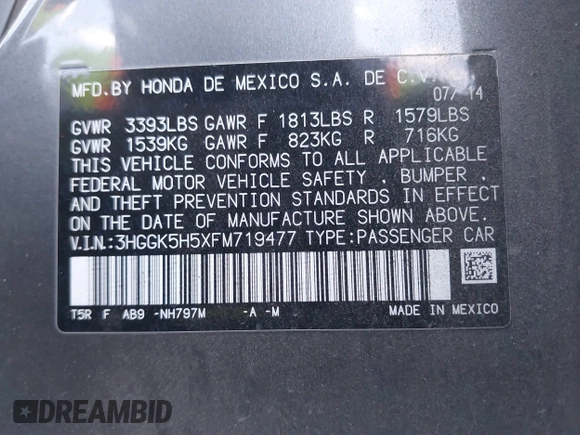 MFD.BY HONDA DE MEXICO S.A. DE C.V.
07/14
GVWR 3393LBS GAWR F 1813LBS R 1579LBS
GVWR 1539KG GAWR F 823KG R 716KG
THIS VEHICLE CONFORMS TO ALL APPLICABLE
FEDERAL MOTOR VEHICLE SAFETY . BUMPER .
AND THEFT PREVENTION STANDARDS IN EFFECT
ON THE DATE OF MANUFACTURE SHOWN ABOVE.
V.I.N.:3HGGK5H5XFM719477 TYPE:PASSENGER CAR
T5R F AB9 -NH797M -A -M MADE IN MEXICO
DREAMBID